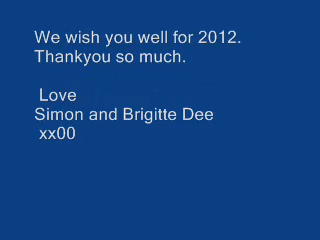 We wish you well for 2012.
Thankyou so much.
Love
Simon and Brigitte Dee
xx00